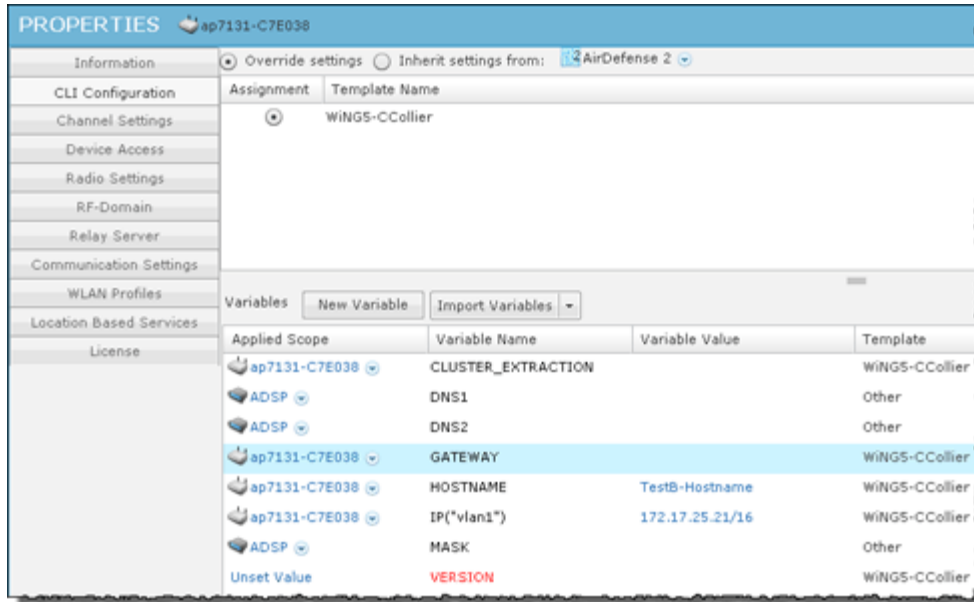 PROPERTIES ap7131-C7E038
Information
CLI Configuration
Channel Settings
Device Access
Radio Settings
RF-Domain
Relay Server
Communication Settings
WLAN Profiles
Location Based Services
License
Override settings Inherit settings from: 2 AirDefense 2
Assignment Template Name
WiNG5-CCollier
Variables New Variable Import Variables
Applied Scope Variable Name Variable Value Template
ap7131-C7E038 CLUSTER_EXTRACTION WiNG5-CCollier
ADSP DNS1 Other
ADSP DNS2 Other
ap7131-C7E038 GATEWAY WiNG5-CCollier
ap7131-C7E038 HOSTNAME TestB-Hostname WiNG5-CCollier
ap7131-C7E038 IP("vlan1") 172.17.25.21/16 WiNG5-CCollier
ADSP MASK Other
Unset Value VERSION WiNG5-CCollier